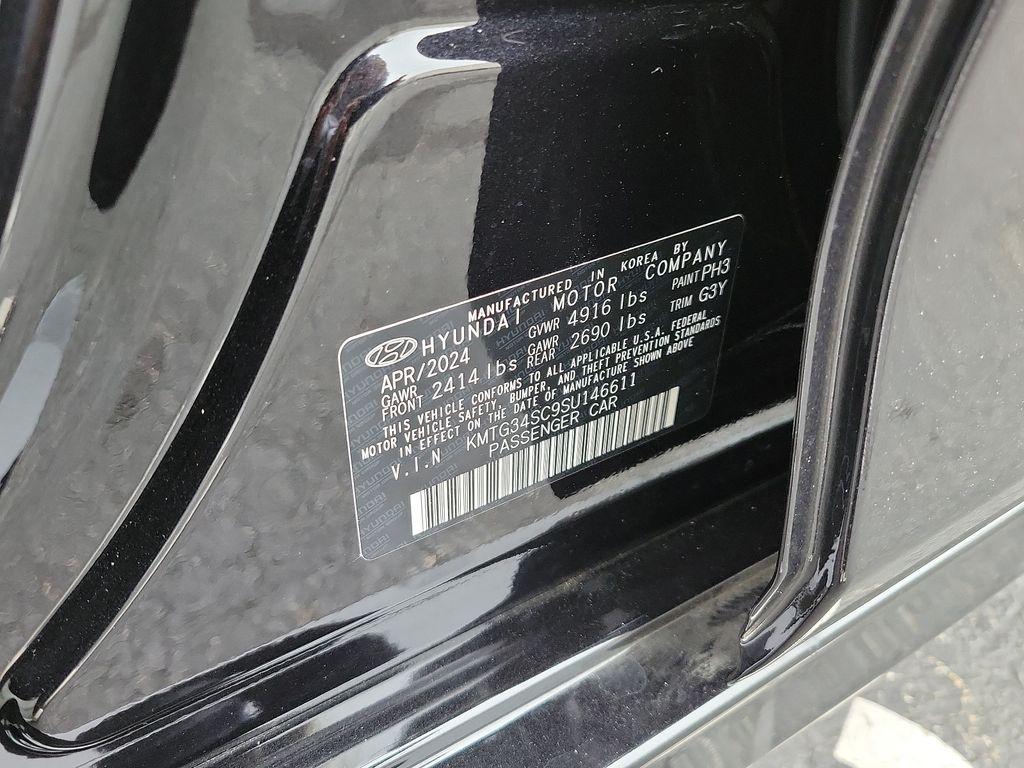 MANUFACTURED IN KOREA BY
HYUNDAI MOTOR COMPANY
APR/2024 GVWR 4916 lbs PAINT PH3
GAWR FRONT 2414 lbs GAWR REAR 2690 lbs TRIM G3Y
THIS VEHICLE CONFORMS TO ALL APPLICABLE U.S.A. FEDERAL
MOTOR VEHICLE SAFETY, BUMPER, AND THEFT PREVENTION STANDARDS
IN EFFECT ON THE DATE OF MANUFACTURE SHOWN ABOVE
V.I.N KMTG34SC9SU146611
PASSENGER CAR